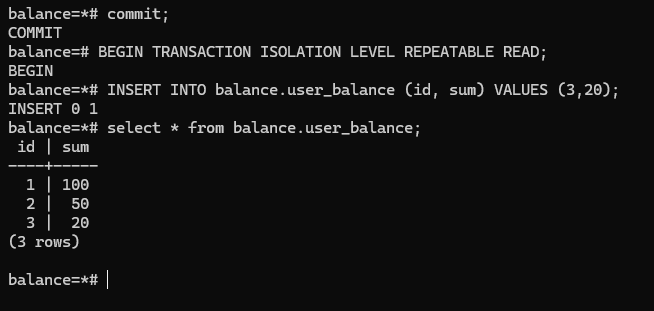 balance=*# commit;
COMMIT
balance=# BEGIN TRANSACTION ISOLATION LEVEL REPEATABLE READ;
BEGIN
balance=*# INSERT INTO balance.user_balance (id, sum) VALUES (3,20);
INSERT 0 1
balance=*# select * from balance.user_balance;
 id | sum
----+-----
  1 | 100
  2 |  50
  3 |  20
(3 rows)

balance=*#